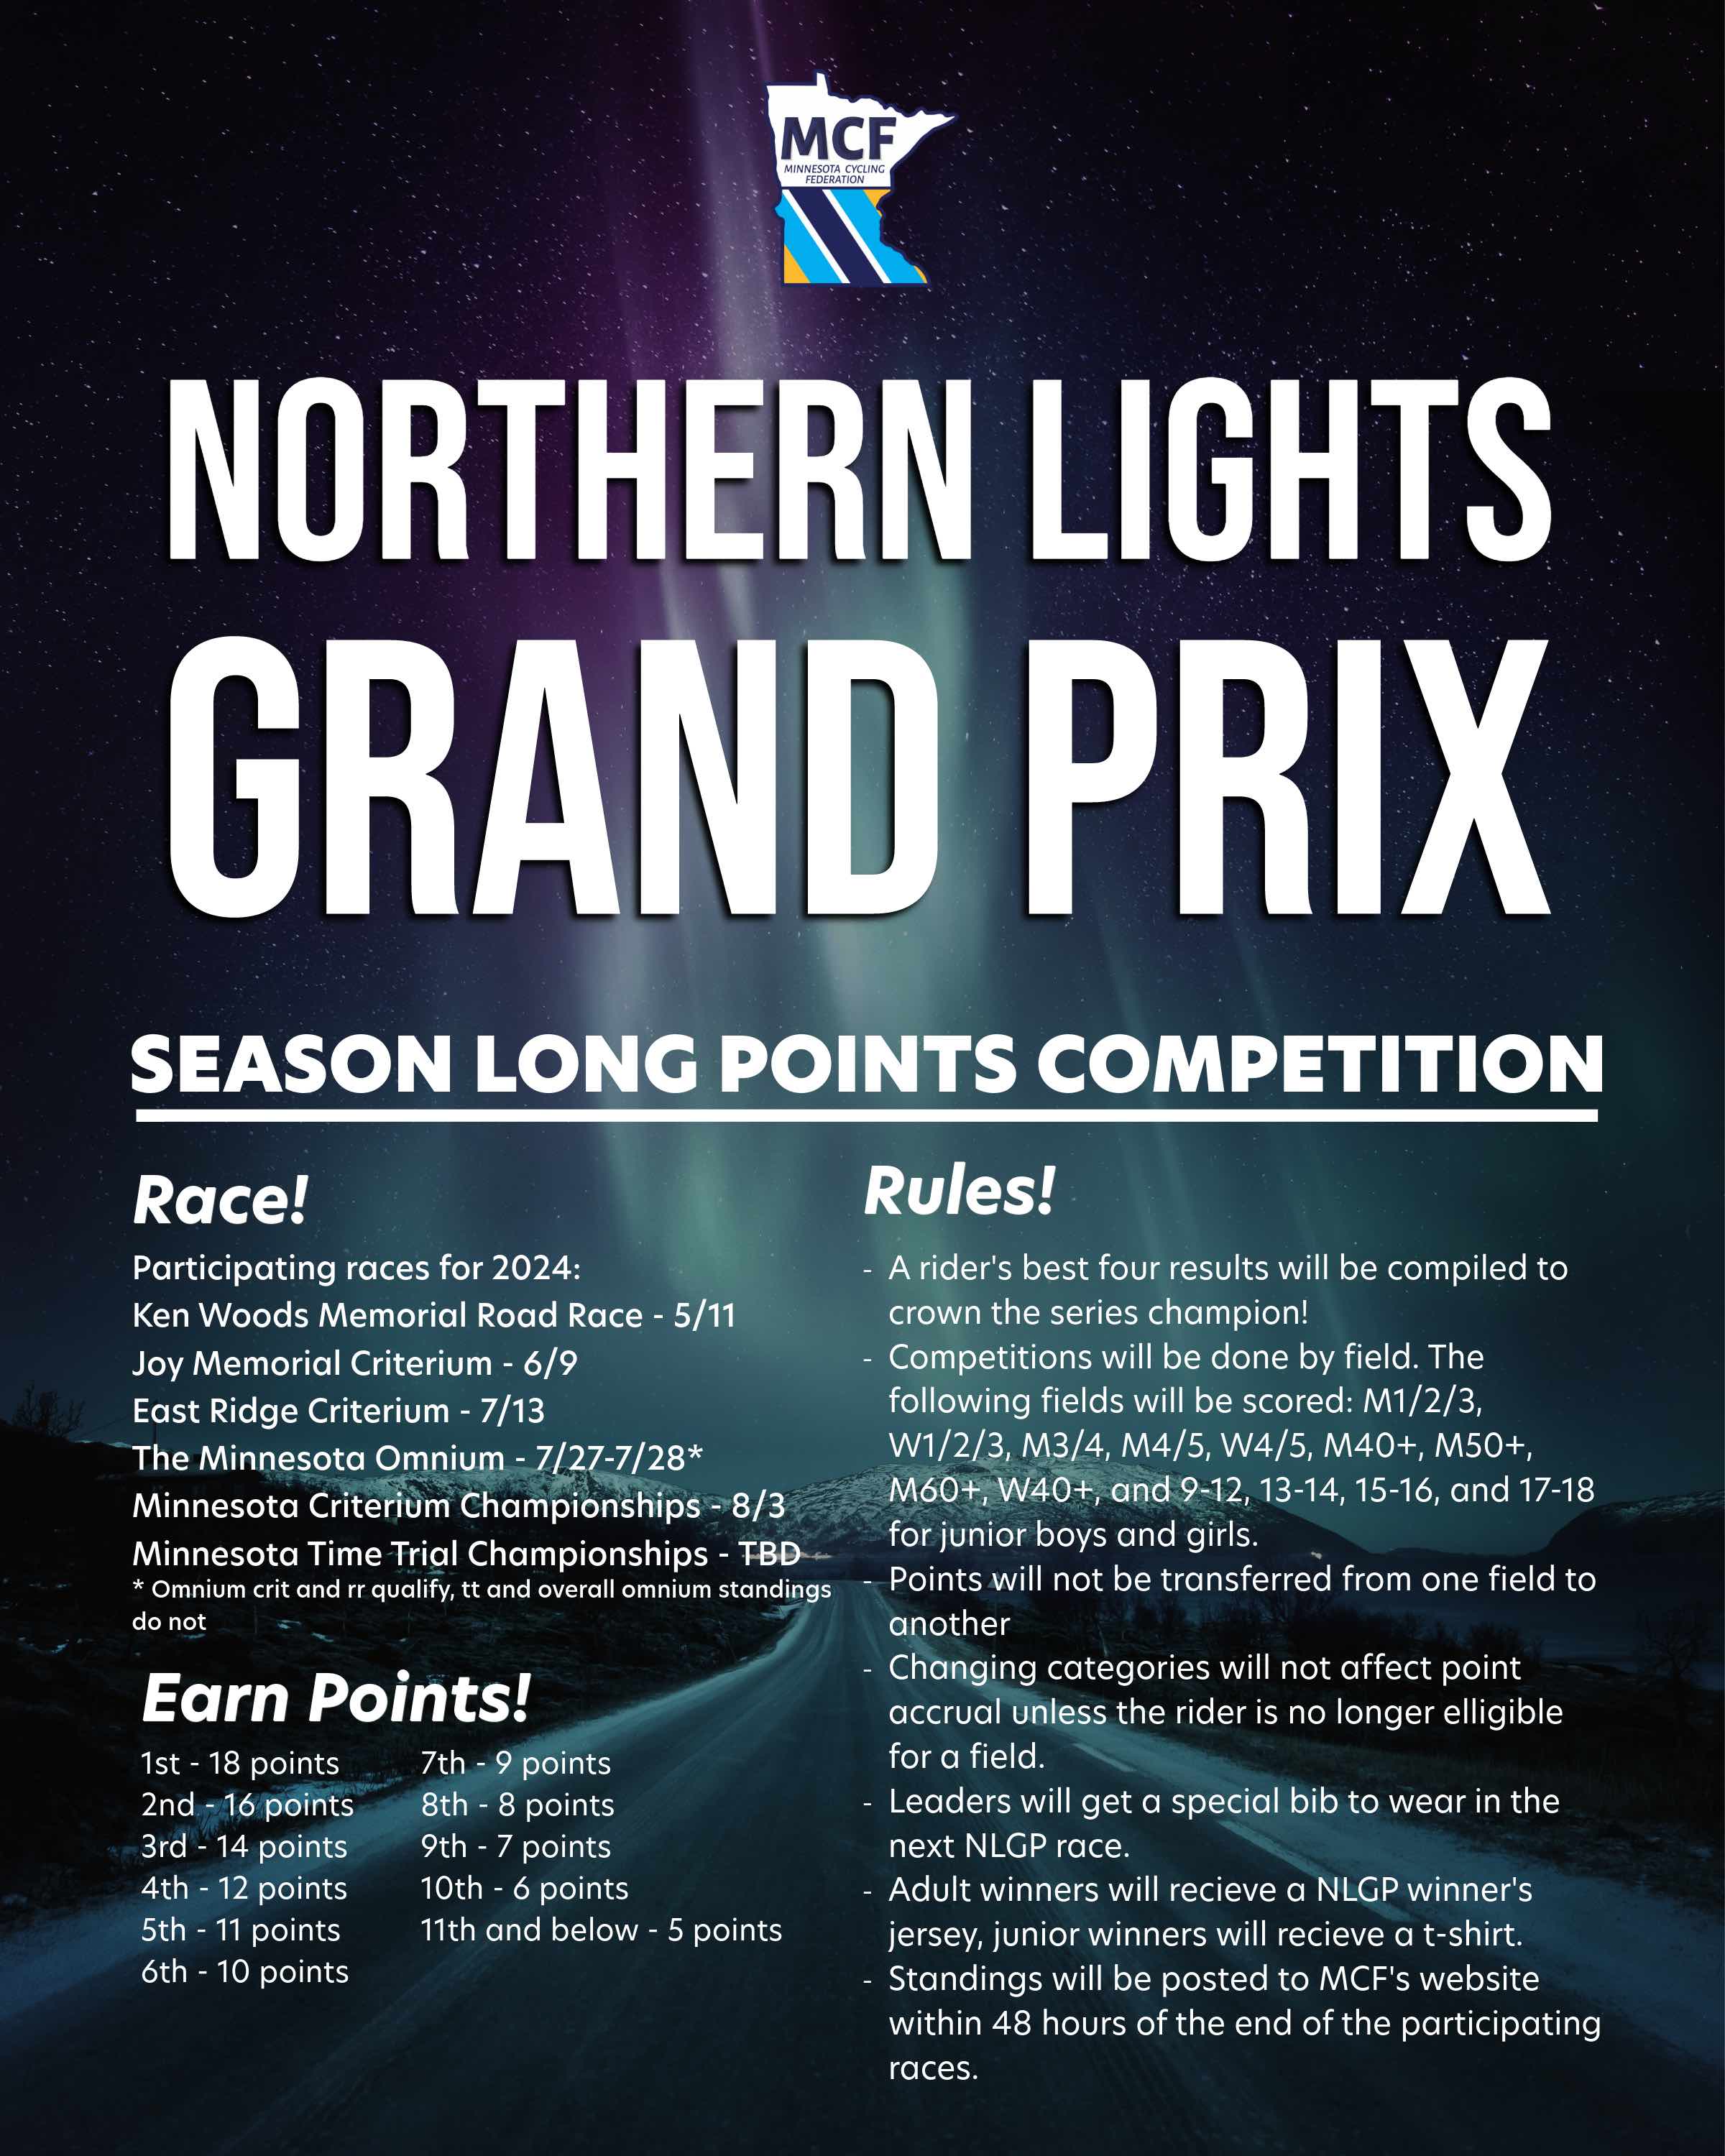 MCF
MINNESOTA CYCLING
FEDERATION
NORTHERN LIGHTS
GRAND PRIX
SEASON LONG POINTS COMPETITION
Race!
Participating races for 2024:
Ken Woods Memorial Road Race - 5/11
Joy Memorial Criterium - 6/9
East Ridge Criterium - 7/13
The Minnesota Omnium - 7/27-7/28*
Minnesota Criterium Championships - 8/3
Minnesota Time Trial Championships - TBD
* Omnium crit and rr qualify, tt and overall omnium standings
do not
Earn Points!
1st - 18 points
2nd - 16 points
3rd - 14 points
4th - 12 points
5th - 11 points
6th - 10 points
7th - 9 points
8th - 8 points
9th - 7 points
10th - 6 points
11th and below - 5 points
Rules!
- A rider's best four results will be compiled to
crown the series champion!
- Competitions will be done by field. The
following fields will be scored: M1/2/3,
W1/2/3, M3/4, M4/5, W4/5, M40+, M50+,
M60+, W40+, and 9-12, 13-14, 15-16, and 17-18
for junior boys and girls.
- Points will not be transferred from one field to
another
- Changing categories will not affect point
accrual unless the rider is no longer elligible
for a field.
- Leaders will get a special bib to wear in the
next NLGP race.
- Adult winners will recieve a NLGP winner's
jersey, junior winners will recieve a t-shirt.
- Standings will be posted to MCF's website
within 48 hours of the end of the participating
races.